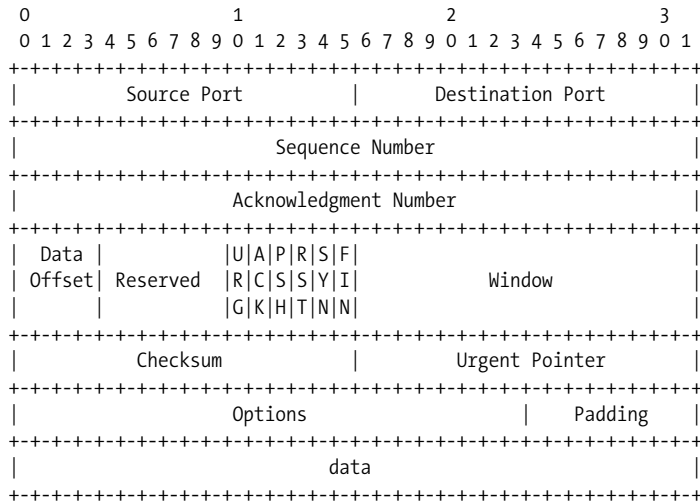 0                   1                   2                   3
0 1 2 3 4 5 6 7 8 9 0 1 2 3 4 5 6 7 8 9 0 1 2 3 4 5 6 7 8 9 0 1
+-+-+-+-+-+-+-+-+-+-+-+-+-+-+-+-+-+-+-+-+-+-+-+-+-+-+-+-+-+-+-+-+
|          Source Port          |       Destination Port        |
+-+-+-+-+-+-+-+-+-+-+-+-+-+-+-+-+-+-+-+-+-+-+-+-+-+-+-+-+-+-+-+-+
|                        Sequence Number                        |
+-+-+-+-+-+-+-+-+-+-+-+-+-+-+-+-+-+-+-+-+-+-+-+-+-+-+-+-+-+-+-+-+
|                    Acknowledgment Number                      |
+-+-+-+-+-+-+-+-+-+-+-+-+-+-+-+-+-+-+-+-+-+-+-+-+-+-+-+-+-+-+-+-+
|  Data |           |U|A|P|R|S|F|                               |
| Offset| Reserved  |R|C|S|S|Y|I|            Window             |
|       |           |G|K|H|T|N|N|                               |
+-+-+-+-+-+-+-+-+-+-+-+-+-+-+-+-+-+-+-+-+-+-+-+-+-+-+-+-+-+-+-+-+
|           Checksum            |         Urgent Pointer        |
+-+-+-+-+-+-+-+-+-+-+-+-+-+-+-+-+-+-+-+-+-+-+-+-+-+-+-+-+-+-+-+-+
|                    Options                    |    Padding    |
+-+-+-+-+-+-+-+-+-+-+-+-+-+-+-+-+-+-+-+-+-+-+-+-+-+-+-+-+-+-+-+-+
|                             data                              |
+-+-+-+-+-+-+-+-+-+-+-+-+-+-+-+-+-+-+-+-+-+-+-+-+-+-+-+-+-+-+-+-+